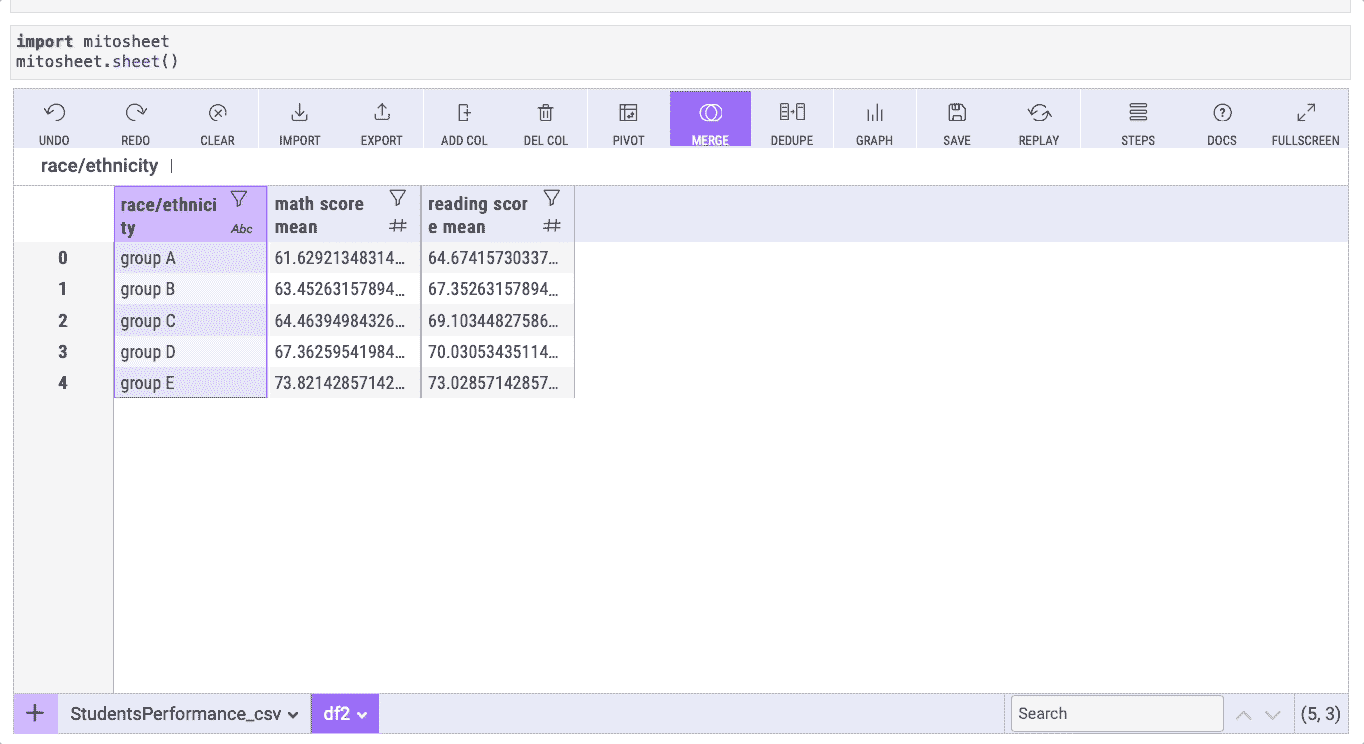 import mitosheet
mitosheet.sheet()
UNDO REDO CLEAR IMPORT EXPORT ADD COL DEL COL PIVOT MERGE DEDUPE GRAPH SAVE REPLAY STEPS DOCS FULLSCREEN
race/ethnicity
race/ethnici math score reading scor
ty Abc mean # e mean #
0 group A 61.62921348314… 64.67415730337…
1 group B 63.45263157894… 67.35263157894…
2 group C 64.46394984326… 69.10344827586…
3 group D 67.36259541984… 70.03053435114…
4 group E 73.82142857142… 73.02857142857…
+ StudentsPerformance_csv df2 Search (5, 3)